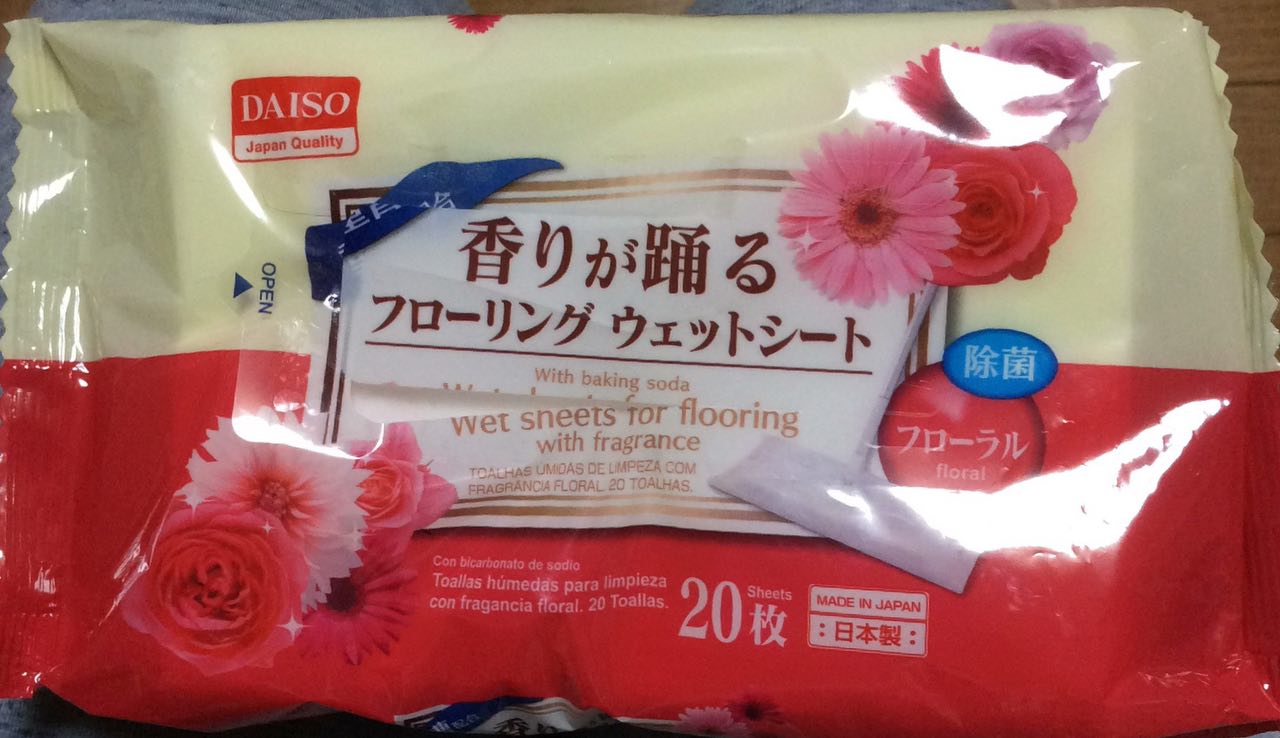 DAISO
Japan Quality
OPEN
香りが踊る
フローリング ウェットシート
With baking soda
Wet sheets for flooring
with fragrance
TOALHAS UMIDAS DE LIMPEZA COM
FRAGRÂNCIA FLORAL. 20 TOALHAS.
除菌
フローラル
floral
Con bicarbonato de sodio
Toallas húmedas para limpieza
con fragancia floral. 20 Toallas.
20枚
Sheets
MADE IN JAPAN
:日本製: